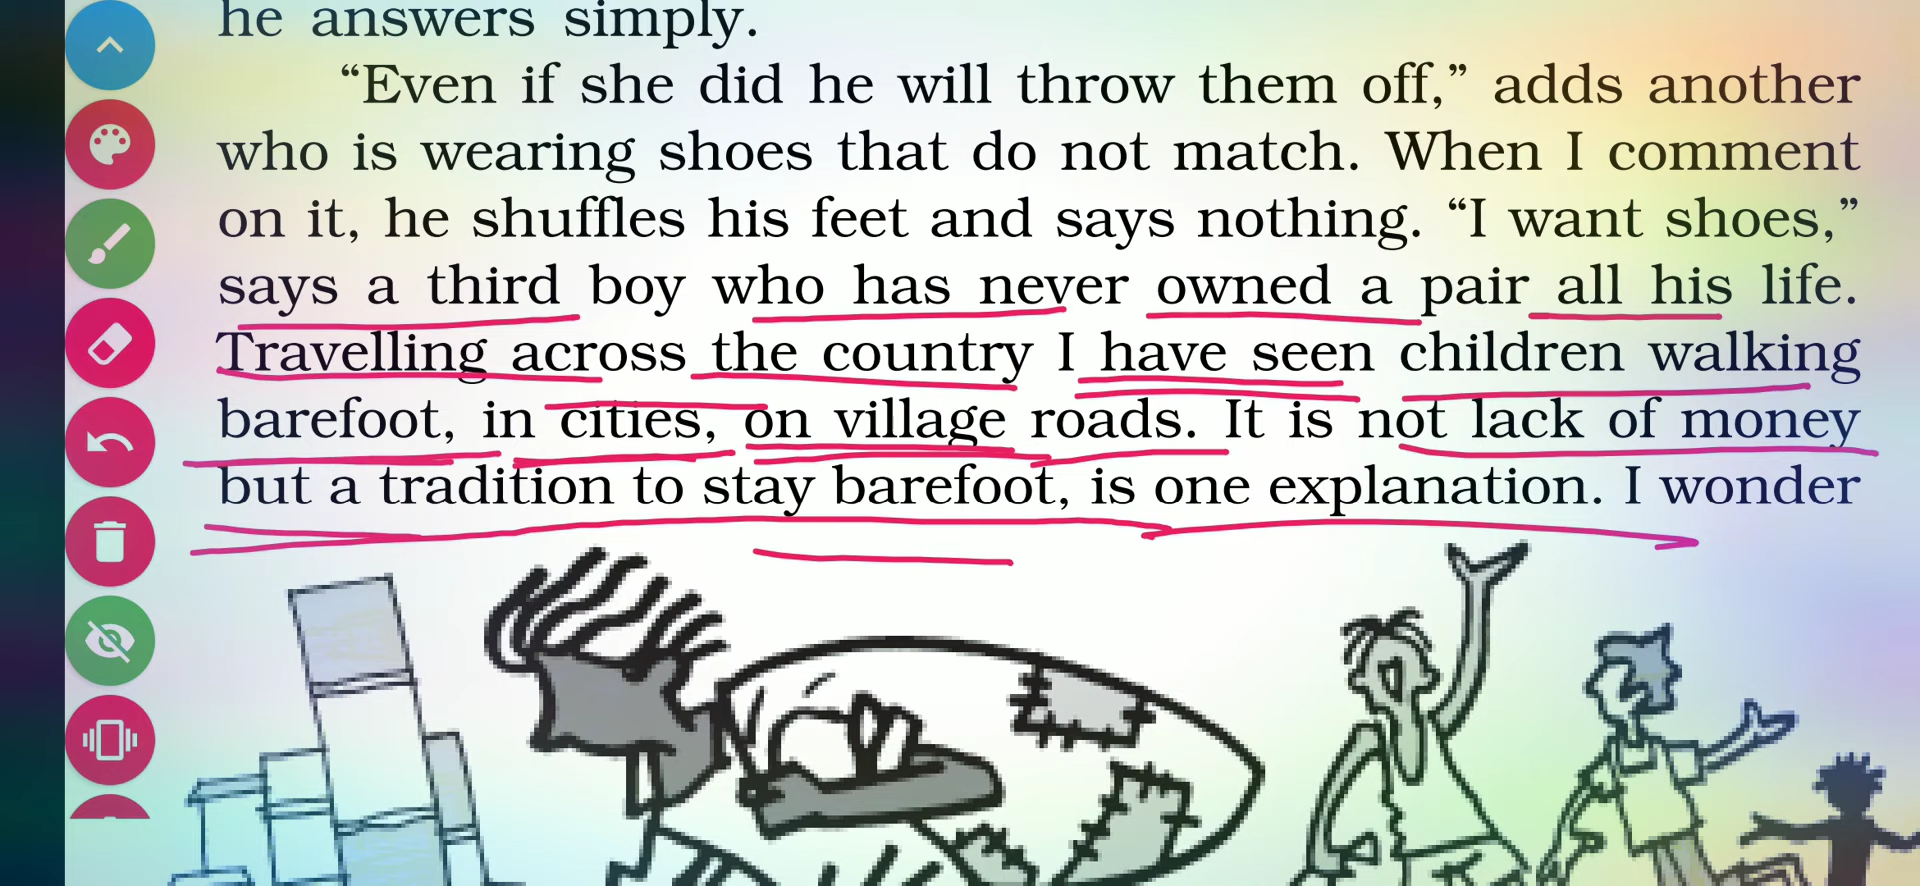 he answers simply.
“Even if she did he will throw them off,” adds another
who is wearing shoes that do not match. When I comment
on it, he shuffles his feet and says nothing. “I want shoes,”
says a third boy who has never owned a pair all his life.
Travelling across the country I have seen children walking
barefoot, in cities, on village roads. It is not lack of money
but a tradition to stay barefoot, is one explanation. I wonder